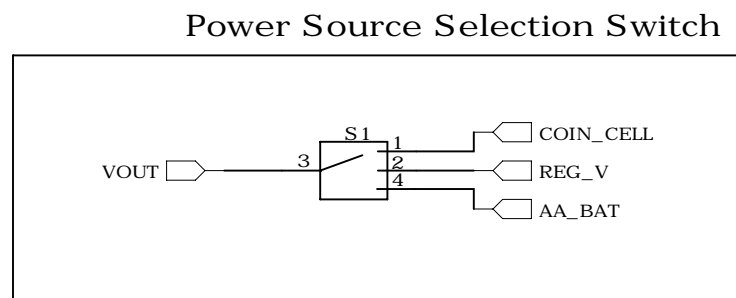 Power Source Selection Switch
S1
1
COIN_CELL
VOUT
3
2
REG_V
4
AA_BAT